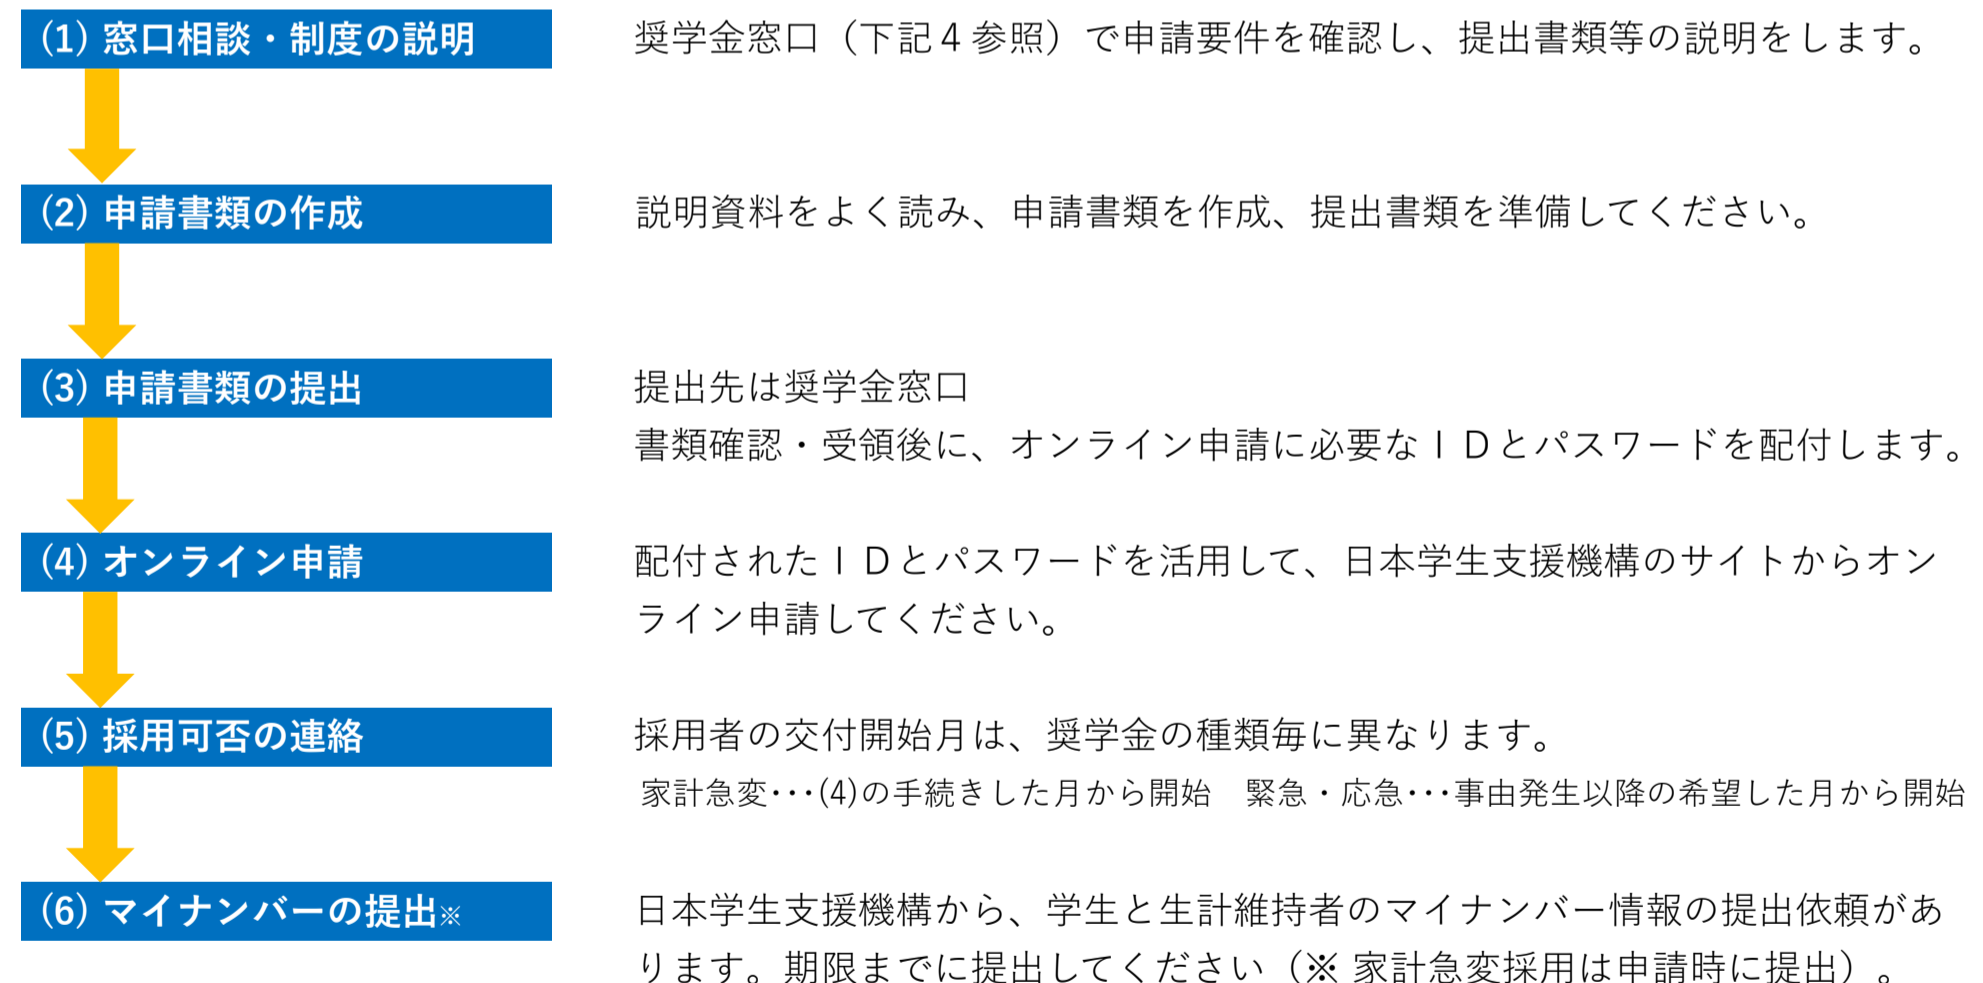 (1) 窓口相談・制度の説明
奨学金窓口（下記４参照）で申請要件を確認し、提出書類等の説明をします。
(2) 申請書類の作成
説明資料をよく読み、申請書類を作成、提出書類を準備してください。
(3) 申請書類の提出
提出先は奨学金窓口
書類確認・受領後に、オンライン申請に必要なＩＤとパスワードを配付します。
(4) オンライン申請
配付されたＩＤとパスワードを活用して、日本学生支援機構のサイトからオン
ライン申請してください。
(5) 採用可否の連絡
採用者の交付開始月は、奨学金の種類毎に異なります。
家計急変･･･(4)の手続きした月から開始　緊急・応急･･･事由発生以降の希望した月から開始
(6) マイナンバーの提出※
日本学生支援機構から、学生と生計維持者のマイナンバー情報の提出依頼があ
ります。期限までに提出してください（※ 家計急変採用は申請時に提出）。